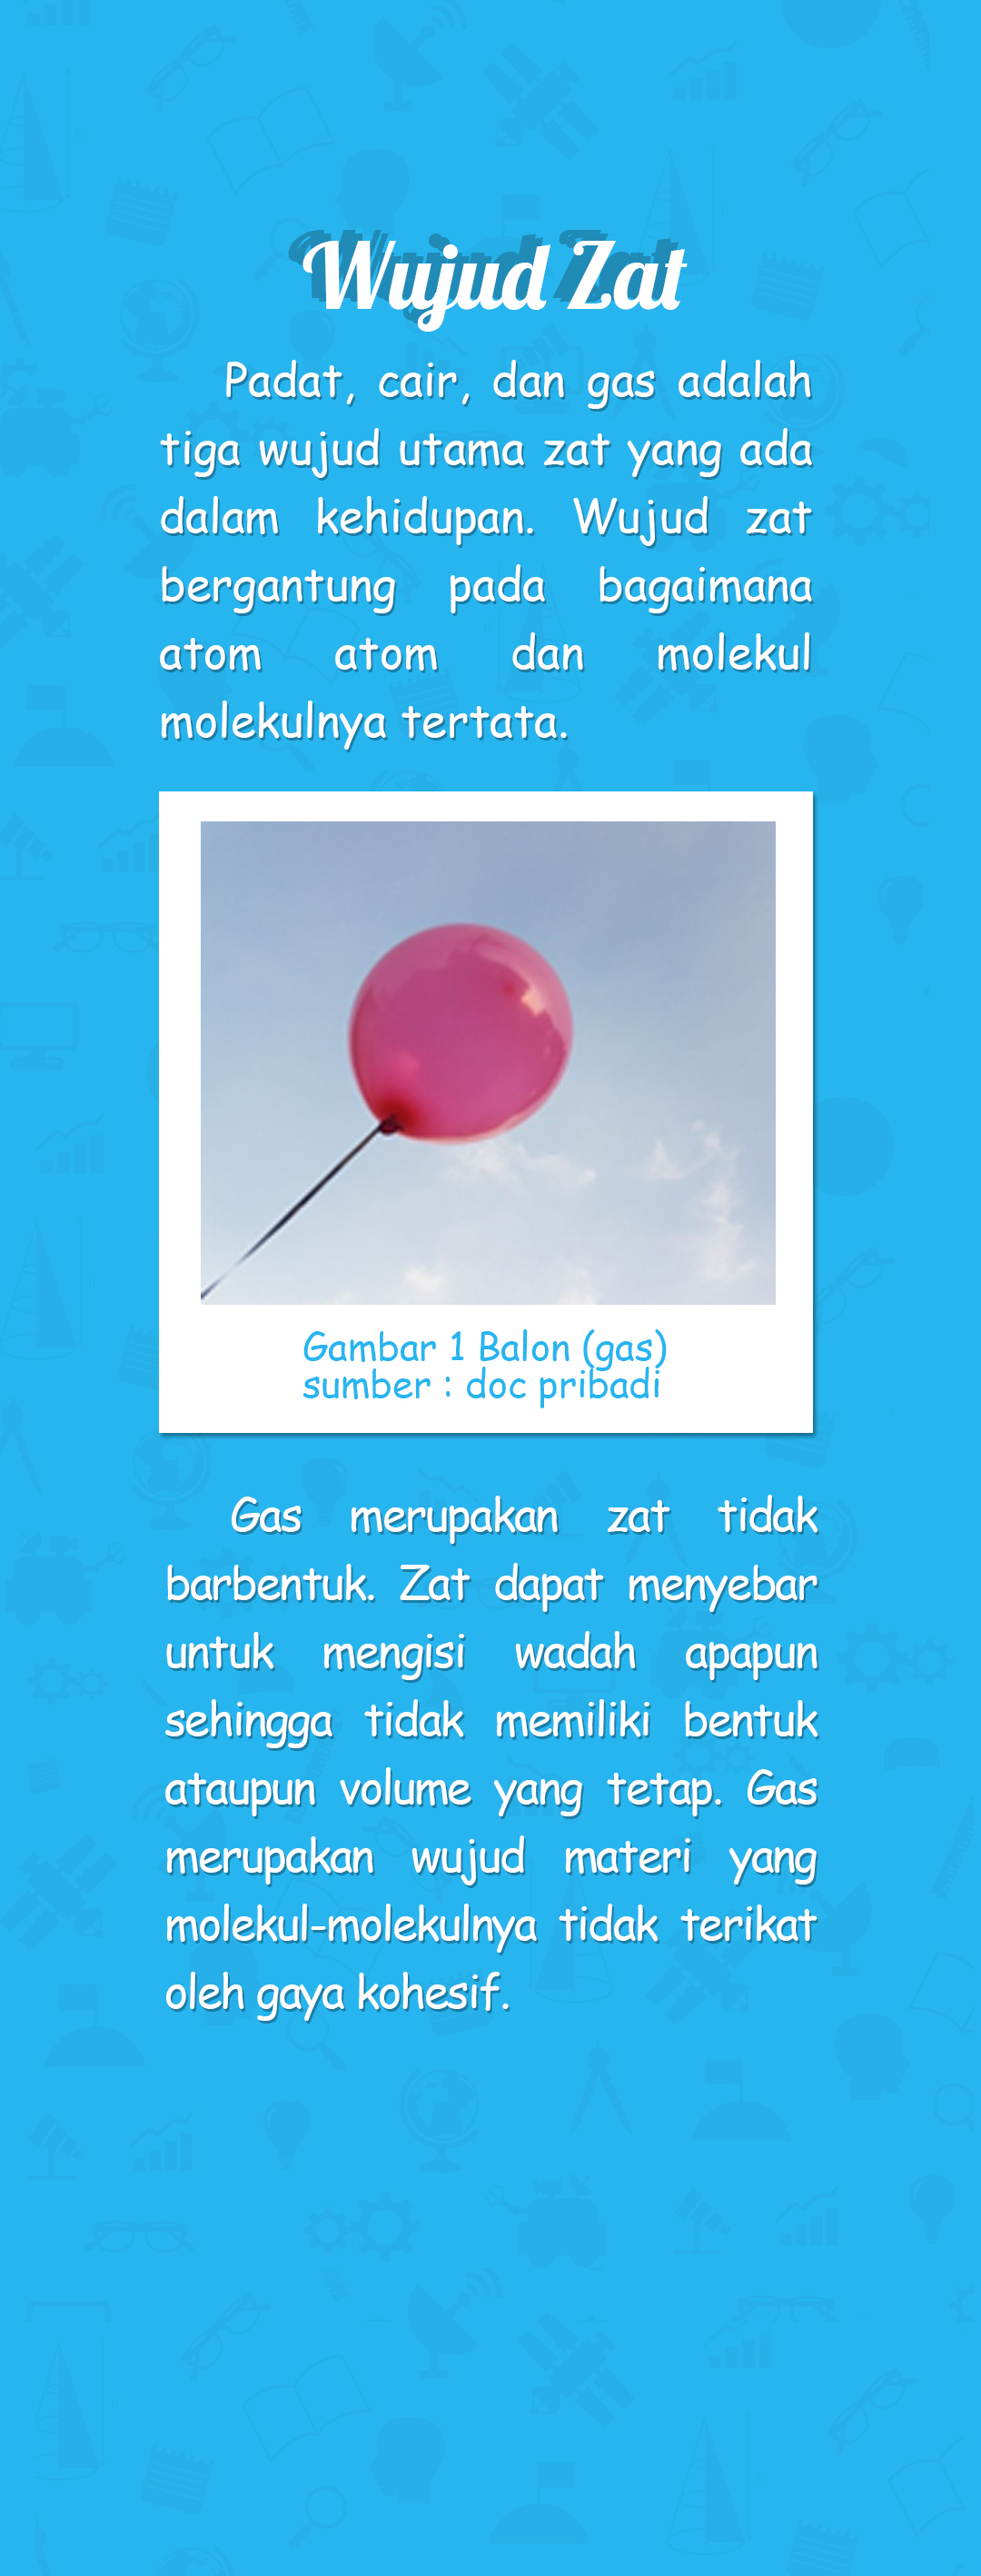 Wujud Zat
Padat, cair, dan gas adalah
tiga wujud utama zat yang ada
dalam kehidupan. Wujud zat
bergantung pada bagaimana
atom atom dan molekul
molekulnya tertata.
Gambar 1 Balon (gas)
sumber : doc pribadi
Gas merupakan zat tidak
barbentuk. Zat dapat menyebar
untuk mengisi wadah apapun
sehingga tidak memiliki bentuk
ataupun volume yang tetap. Gas
merupakan wujud materi yang
molekul-molekulnya tidak terikat
oleh gaya kohesif.